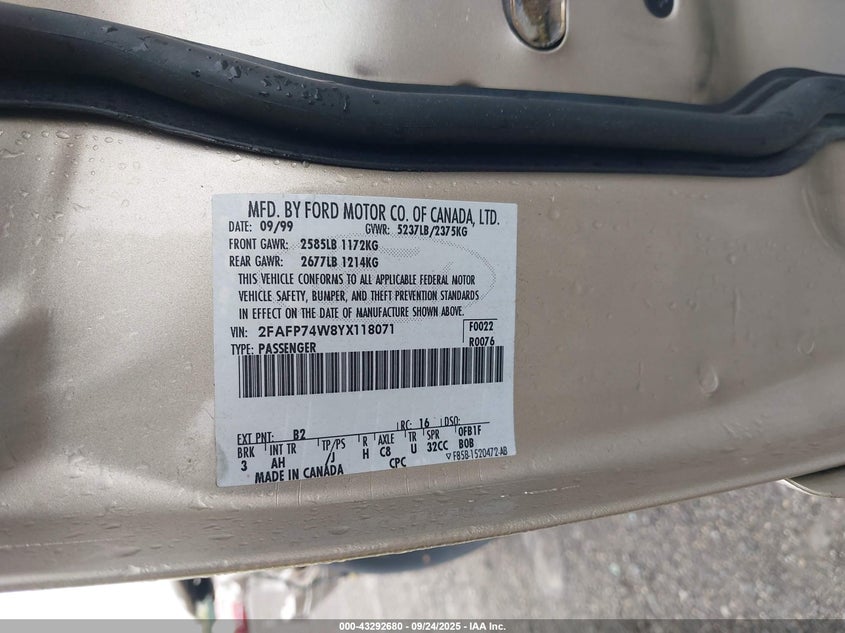 MFD. BY FORD MOTOR CO. OF CANADA, LTD.
DATE: 09/99 GVWR: 5237LB/2375KG
FRONT GAWR: 2585LB 1172KG
REAR GAWR: 2677LB 1214KG
THIS VEHICLE CONFORMS TO ALL APPLICABLE FEDERAL MOTOR
VEHICLE SAFETY, BUMPER, AND THEFT PREVENTION STANDARDS
IN EFFECT ON THE DATE OF MANUFACTURE SHOWN ABOVE.
VIN: 2FAFP74W8YX118071 F0022
TYPE: PASSENGER R0076
EXT PNT: B2 RC: 16 DSO:
BRK INT TR TP/PS R AXLE TR SPR 0FB1F
3 AH /J H C8 U 32CC BOB
MADE IN CANADA CPC ▽ F85B-1520472-AB
000-43292680 - 09/24/2025 - IAA Inc.